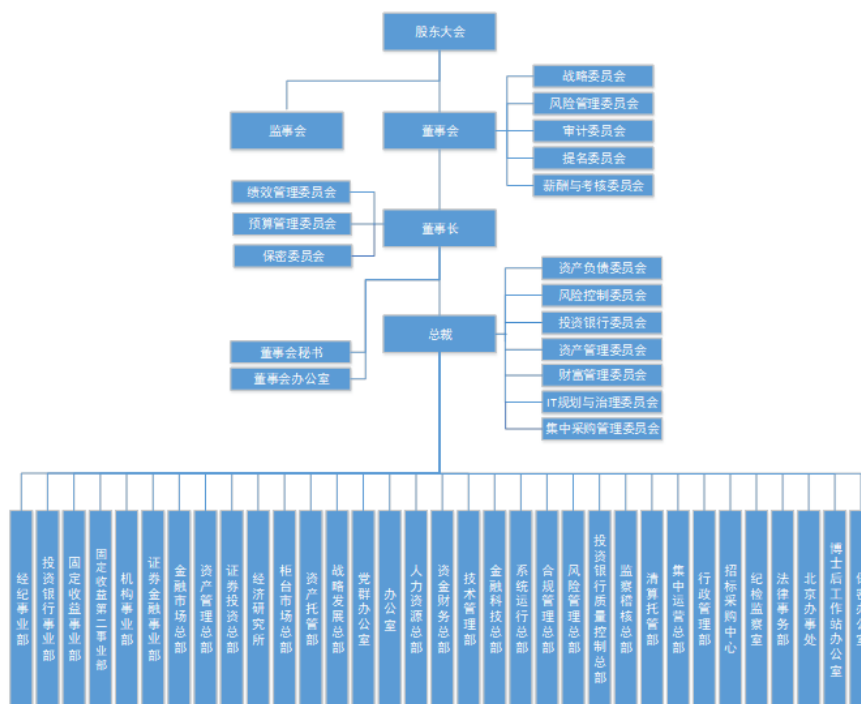 股东大会
监事会
董事会
战略委员会
风险管理委员会
审计委员会
提名委员会
薪酬与考核委员会
绩效管理委员会
预算管理委员会
保密委员会
董事长
资产负债委员会
风险控制委员会
投资银行委员会
资产管理委员会
财富管理委员会
IT规划与治理委员会
集中采购管理委员会
总裁
董事会秘书
董事会办公室
经纪事业部
投资银行事业部
固定收益事业部
固定收益第二事业部
机构事业部
证券金融事业部
金融市场总部
资产管理总部
证券投资总部
经济研究所
柜台市场总部
资产托管部
战略发展总部
党群办公室
办公室
人力资源总部
资金财务总部
技术管理部
金融科技总部
系统运行总部
合规管理总部
风险管理总部
投资银行质量控制总部
监察稽核总部
清算托管部
集中运营总部
行政管理部
招标采购中心
纪检监察室
法律事务部
北京办事处
博士后工作站办公室
保密办公室